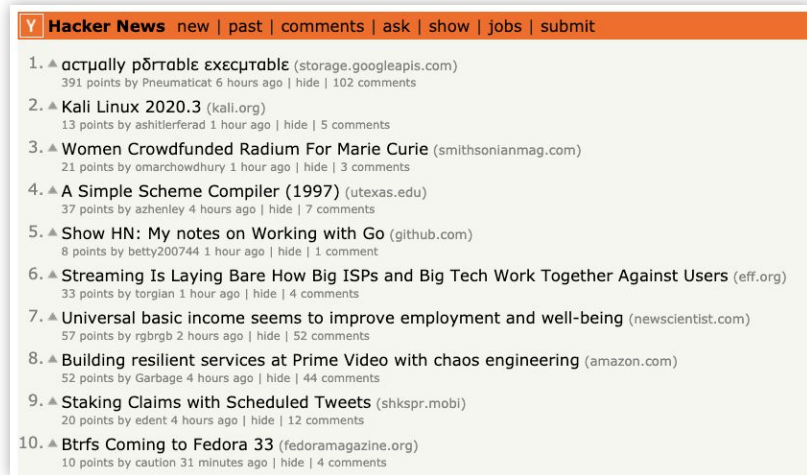 Y Hacker News new | past | comments | ask | show | jobs | submit
1. αcτμαlly pδrταblε εxεcμταblε (storage.googleapis.com)
391 points by Pneumaticat 6 hours ago | hide | 102 comments
2. Kali Linux 2020.3 (kali.org)
13 points by ashitlerferad 1 hour ago | hide | 5 comments
3. Women Crowdfunded Radium For Marie Curie (smithsonianmag.com)
21 points by omarchowdhury 1 hour ago | hide | 3 comments
4. A Simple Scheme Compiler (1997) (utexas.edu)
37 points by azhenley 4 hours ago | hide | 7 comments
5. Show HN: My notes on Working with Go (github.com)
8 points by betty200744 1 hour ago | hide | 1 comment
6. Streaming Is Laying Bare How Big ISPs and Big Tech Work Together Against Users (eff.org)
33 points by torgian 1 hour ago | hide | 4 comments
7. Universal basic income seems to improve employment and well-being (newscientist.com)
57 points by rgbrgb 2 hours ago | hide | 52 comments
8. Building resilient services at Prime Video with chaos engineering (amazon.com)
52 points by Garbage 4 hours ago | hide | 44 comments
9. Staking Claims with Scheduled Tweets (shkspr.mobi)
20 points by edent 4 hours ago | hide | 12 comments
10. Btrfs Coming to Fedora 33 (fedoramagazine.org)
10 points by caution 31 minutes ago | hide | 4 comments